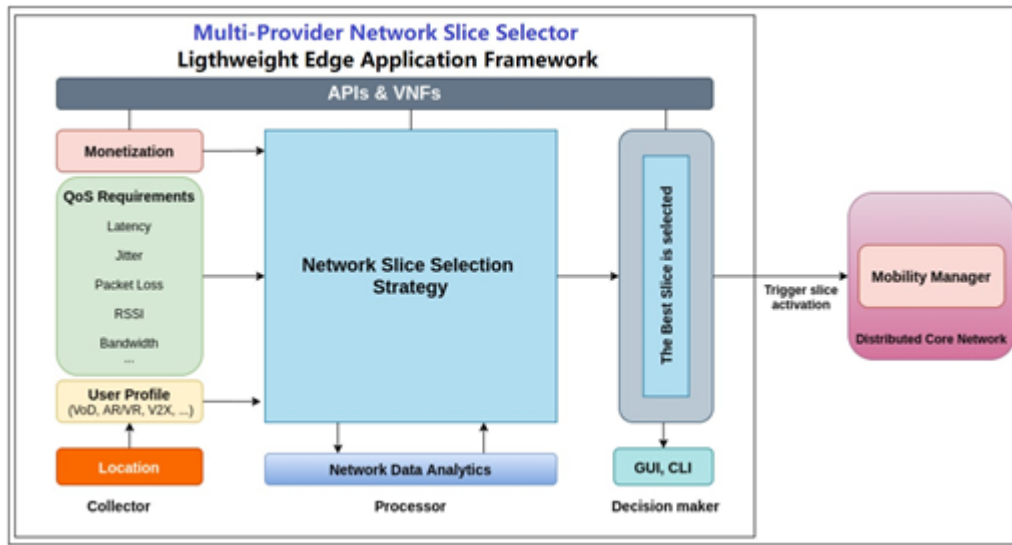 Multi-Provider Network Slice Selector
Ligthweight Edge Application Framework
APIs & VNFs
Monetization
QoS Requirements
Latency
Jitter
Packet Loss
RSSI
Bandwidth
...
User Profile
(VoD, AR/VR, V2X, ...)
Location
Collector
Network Slice Selection
Strategy
Network Data Analytics
Processor
The Best Slice is selected
GUI, CLI
Decision maker
Trigger slice
activation
Mobility Manager
Distributed Core Network